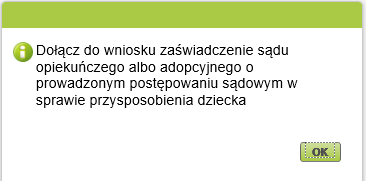 Dołącz do wniosku zaświadczenie sądu
opiekuńczego albo adopcyjnego o
prowadzonym postępowaniu sądowym w
sprawie przysposobienia dziecka
OK